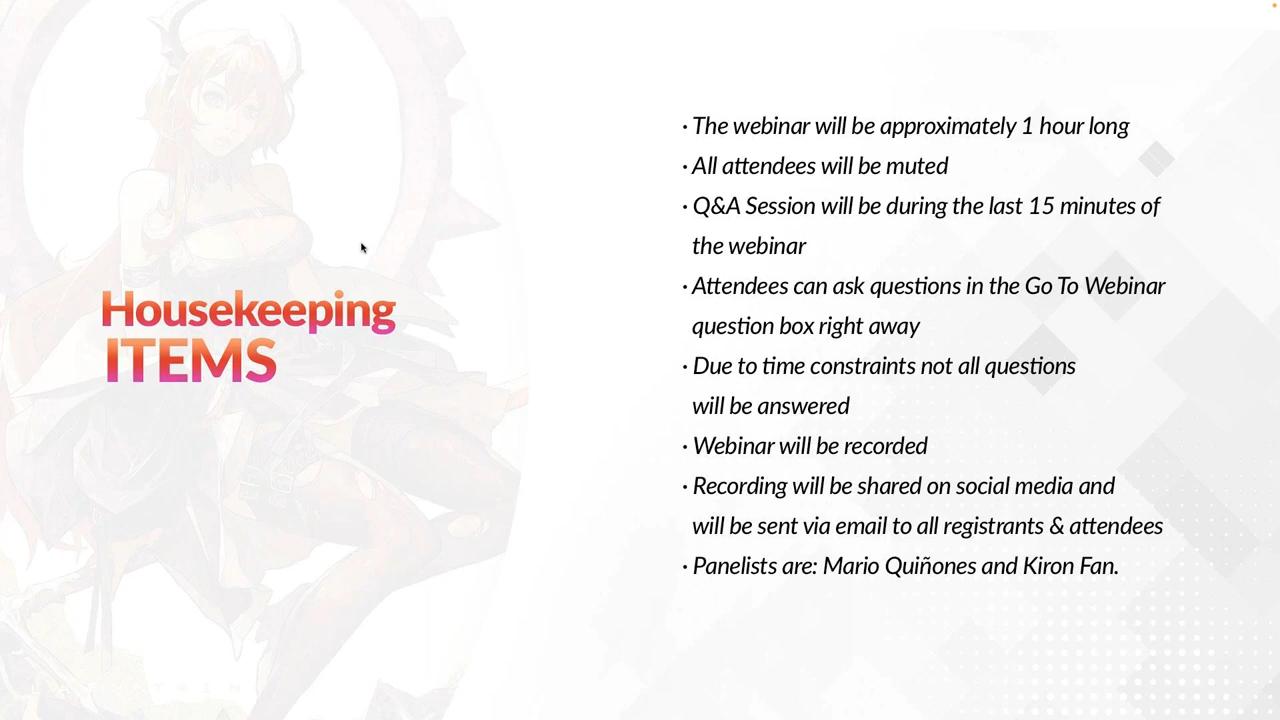 Housekeeping
ITEMS
· The webinar will be approximately 1 hour long
· All attendees will be muted
· Q&A Session will be during the last 15 minutes of
the webinar
· Attendees can ask questions in the Go To Webinar
question box right away
· Due to time constraints not all questions
will be answered
· Webinar will be recorded
· Recording will be shared on social media and
will be sent via email to all registrants & attendees
· Panelists are: Mario Quiñones and Kiron Fan.